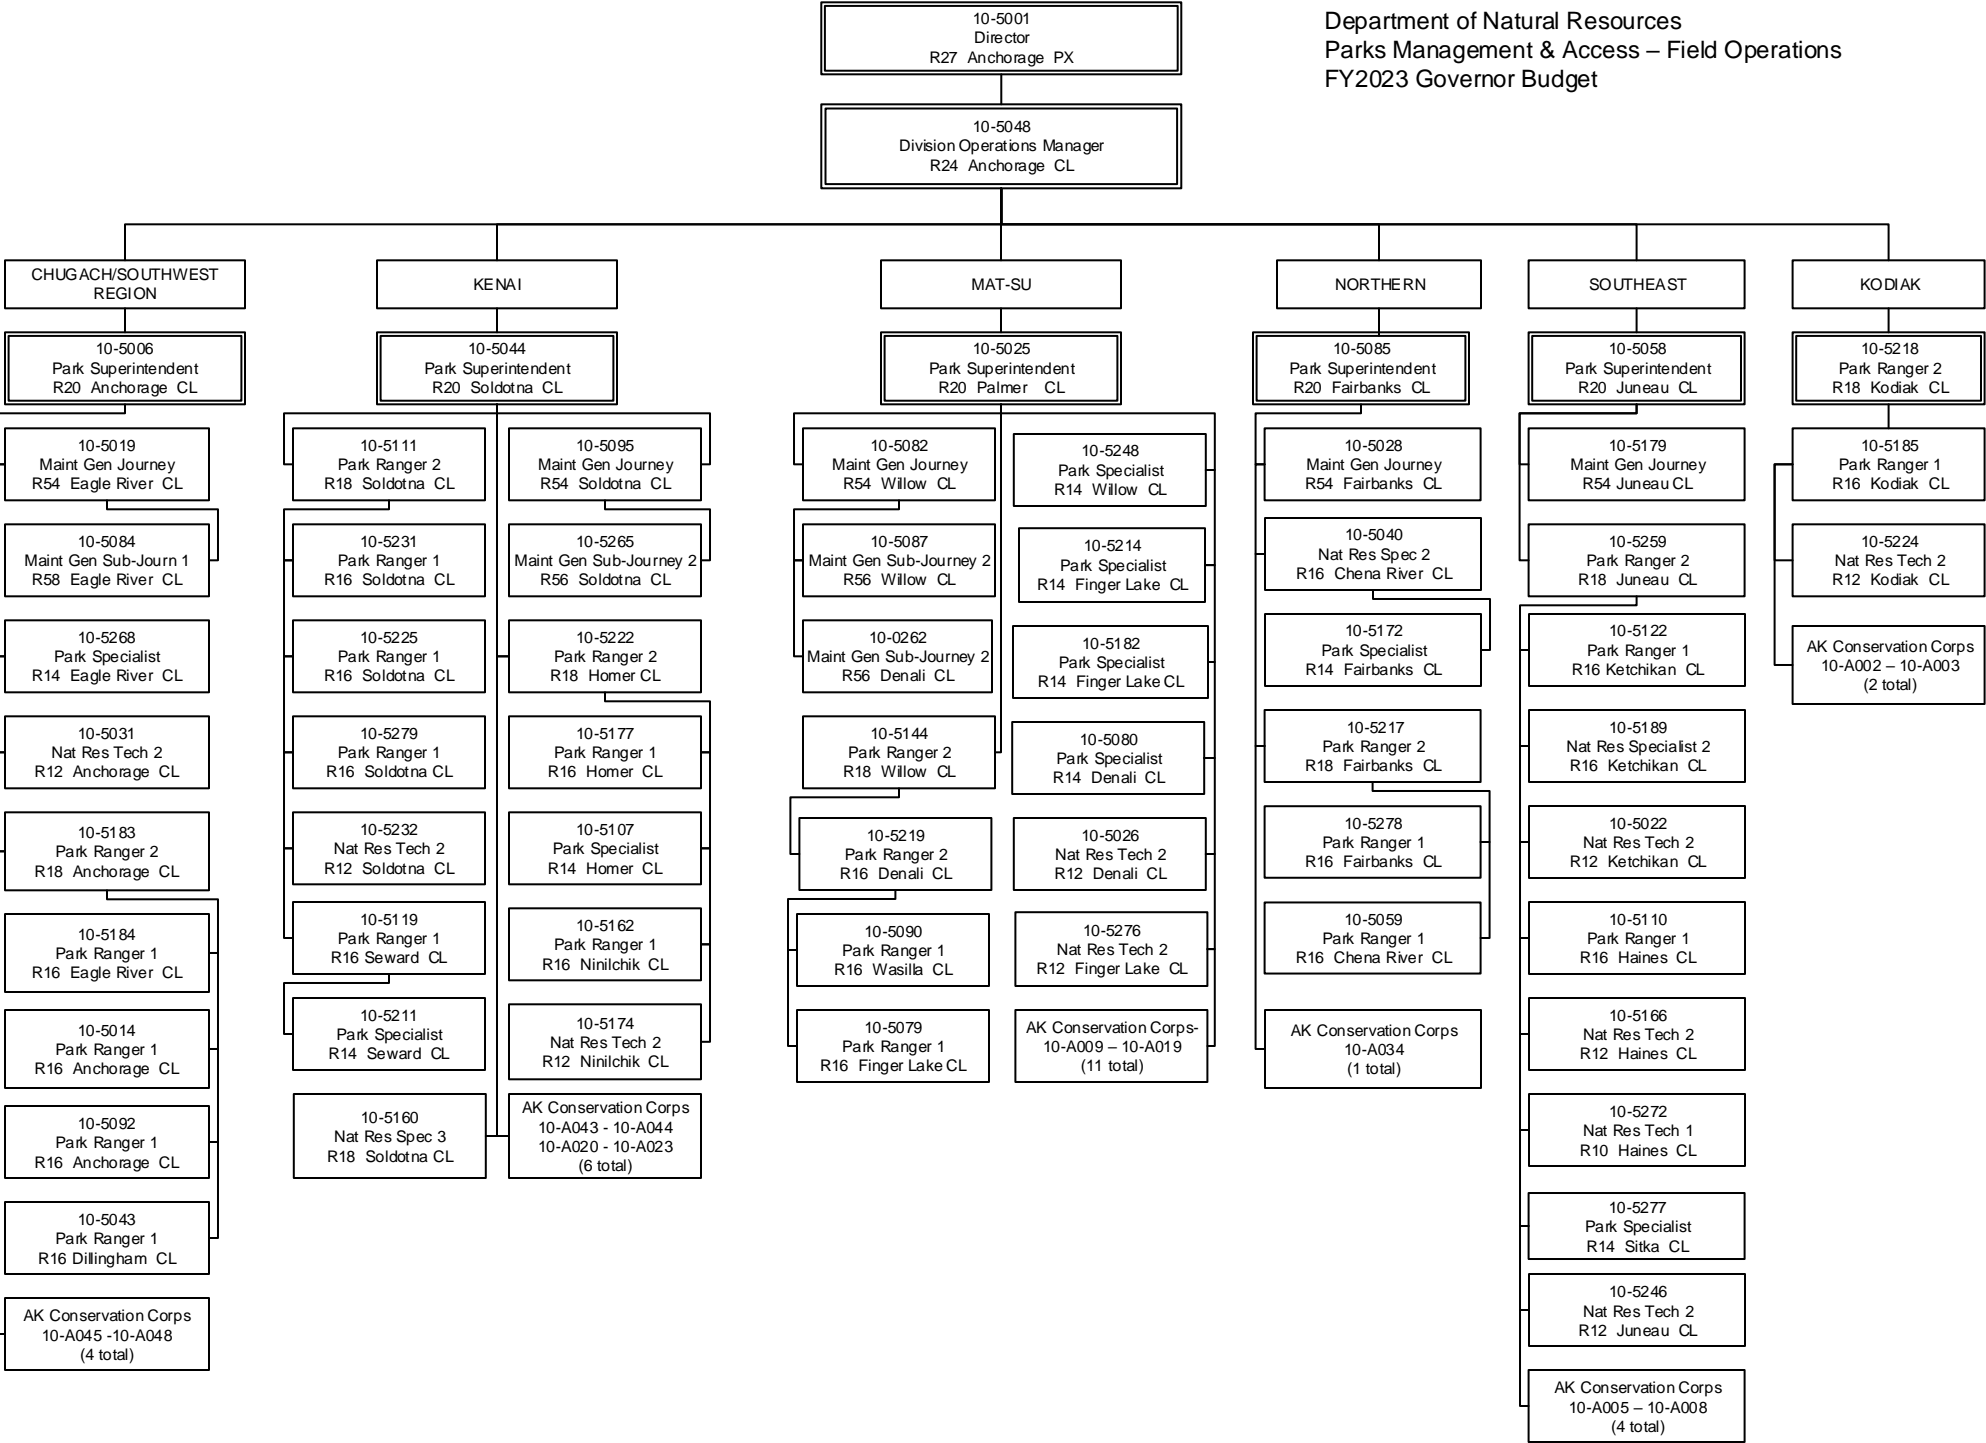 10-5001
Director
R27 Anchorage PX
Department of Natural Resources
Parks Management & Access – Field Operations
FY2023 Governor Budget
10-5048
Division Operations Manager
R24 Anchorage CL
CHUGACH/SOUTHWEST
REGION
10-5006
Park Superintendent
R20 Anchorage CL
10-5019
Maint Gen Journey
R54 Eagle River CL
10-5084
Maint Gen Sub-Journ 1
R58 Eagle River CL
10-5268
Park Specialist
R14 Eagle River CL
10-5031
Nat Res Tech 2
R12 Anchorage CL
10-5183
Park Ranger 2
R18 Anchorage CL
10-5184
Park Ranger 1
R16 Eagle River CL
10-5014
Park Ranger 1
R16 Anchorage CL
10-5092
Park Ranger 1
R16 Anchorage CL
10-5043
Park Ranger 1
R16 Dillingham CL
AK Conservation Corps
10-A045 -10-A048
(4 total)
KENAI
10-5044
Park Superintendent
R20 Soldotna CL
10-5111
Park Ranger 2
R18 Soldotna CL
10-5231
Park Ranger 1
R16 Soldotna CL
10-5225
Park Ranger 1
R16 Soldotna CL
10-5279
Park Ranger 1
R16 Soldotna CL
10-5232
Nat Res Tech 2
R12 Soldotna CL
10-5119
Park Ranger 1
R16 Seward CL
10-5211
Park Specialist
R14 Seward CL
10-5160
Nat Res Spec 3
R18 Soldotna CL
10-5095
Maint Gen Journey
R54 Soldotna CL
10-5265
Maint Gen Sub-Journey 2
R56 Soldotna CL
10-5222
Park Ranger 2
R18 Homer CL
10-5177
Park Ranger 1
R16 Homer CL
10-5107
Park Specialist
R14 Homer CL
10-5162
Park Ranger 1
R16 Ninilchik CL
10-5174
Nat Res Tech 2
R12 Ninilchik CL
AK Conservation Corps
10-A043 - 10-A044
10-A020 - 10-A023
(6 total)
MAT-SU
10-5025
Park Superintendent
R20 Palmer CL
10-5082
Maint Gen Journey
R54 Willow CL
10-5087
Maint Gen Sub-Journey 2
R56 Willow CL
10-0262
Maint Gen Sub-Journey 2
R56 Denali CL
10-5144
Park Ranger 2
R18 Willow CL
10-5219
Park Ranger 2
R16 Denali CL
10-5090
Park Ranger 1
R16 Wasilla CL
10-5079
Park Ranger 1
R16 Finger Lake CL
10-5248
Park Specialist
R14 Willow CL
10-5214
Park Specialist
R14 Finger Lake CL
10-5182
Park Specialist
R14 Finger Lake CL
10-5080
Park Specialist
R14 Denali CL
10-5026
Nat Res Tech 2
R12 Denali CL
10-5276
Nat Res Tech 2
R12 Finger Lake CL
AK Conservation Corps-
10-A009 – 10-A019
(11 total)
NORTHERN
10-5085
Park Superintendent
R20 Fairbanks CL
10-5028
Maint Gen Journey
R54 Fairbanks CL
10-5040
Nat Res Spec 2
R16 Chena River CL
10-5172
Park Specialist
R14 Fairbanks CL
10-5217
Park Ranger 2
R18 Fairbanks CL
10-5278
Park Ranger 1
R16 Fairbanks CL
10-5059
Park Ranger 1
R16 Chena River CL
AK Conservation Corps
10-A034
(1 total)
SOUTHEAST
10-5058
Park Superintendent
R20 Juneau CL
10-5179
Maint Gen Journey
R54 Juneau CL
10-5259
Park Ranger 2
R18 Juneau CL
10-5122
Park Ranger 1
R16 Ketchikan CL
10-5189
Nat Res Specialist 2
R16 Ketchikan CL
10-5022
Nat Res Tech 2
R12 Ketchikan CL
10-5110
Park Ranger 1
R16 Haines CL
10-5166
Nat Res Tech 2
R12 Haines CL
10-5272
Nat Res Tech 1
R10 Haines CL
10-5277
Park Specialist
R14 Sitka CL
10-5246
Nat Res Tech 2
R12 Juneau CL
AK Conservation Corps
10-A005 – 10-A008
(4 total)
KODIAK
10-5218
Park Ranger 2
R18 Kodiak CL
10-5185
Park Ranger 1
R16 Kodiak CL
10-5224
Nat Res Tech 2
R12 Kodiak CL
AK Conservation Corps
10-A002 – 10-A003
(2 total)